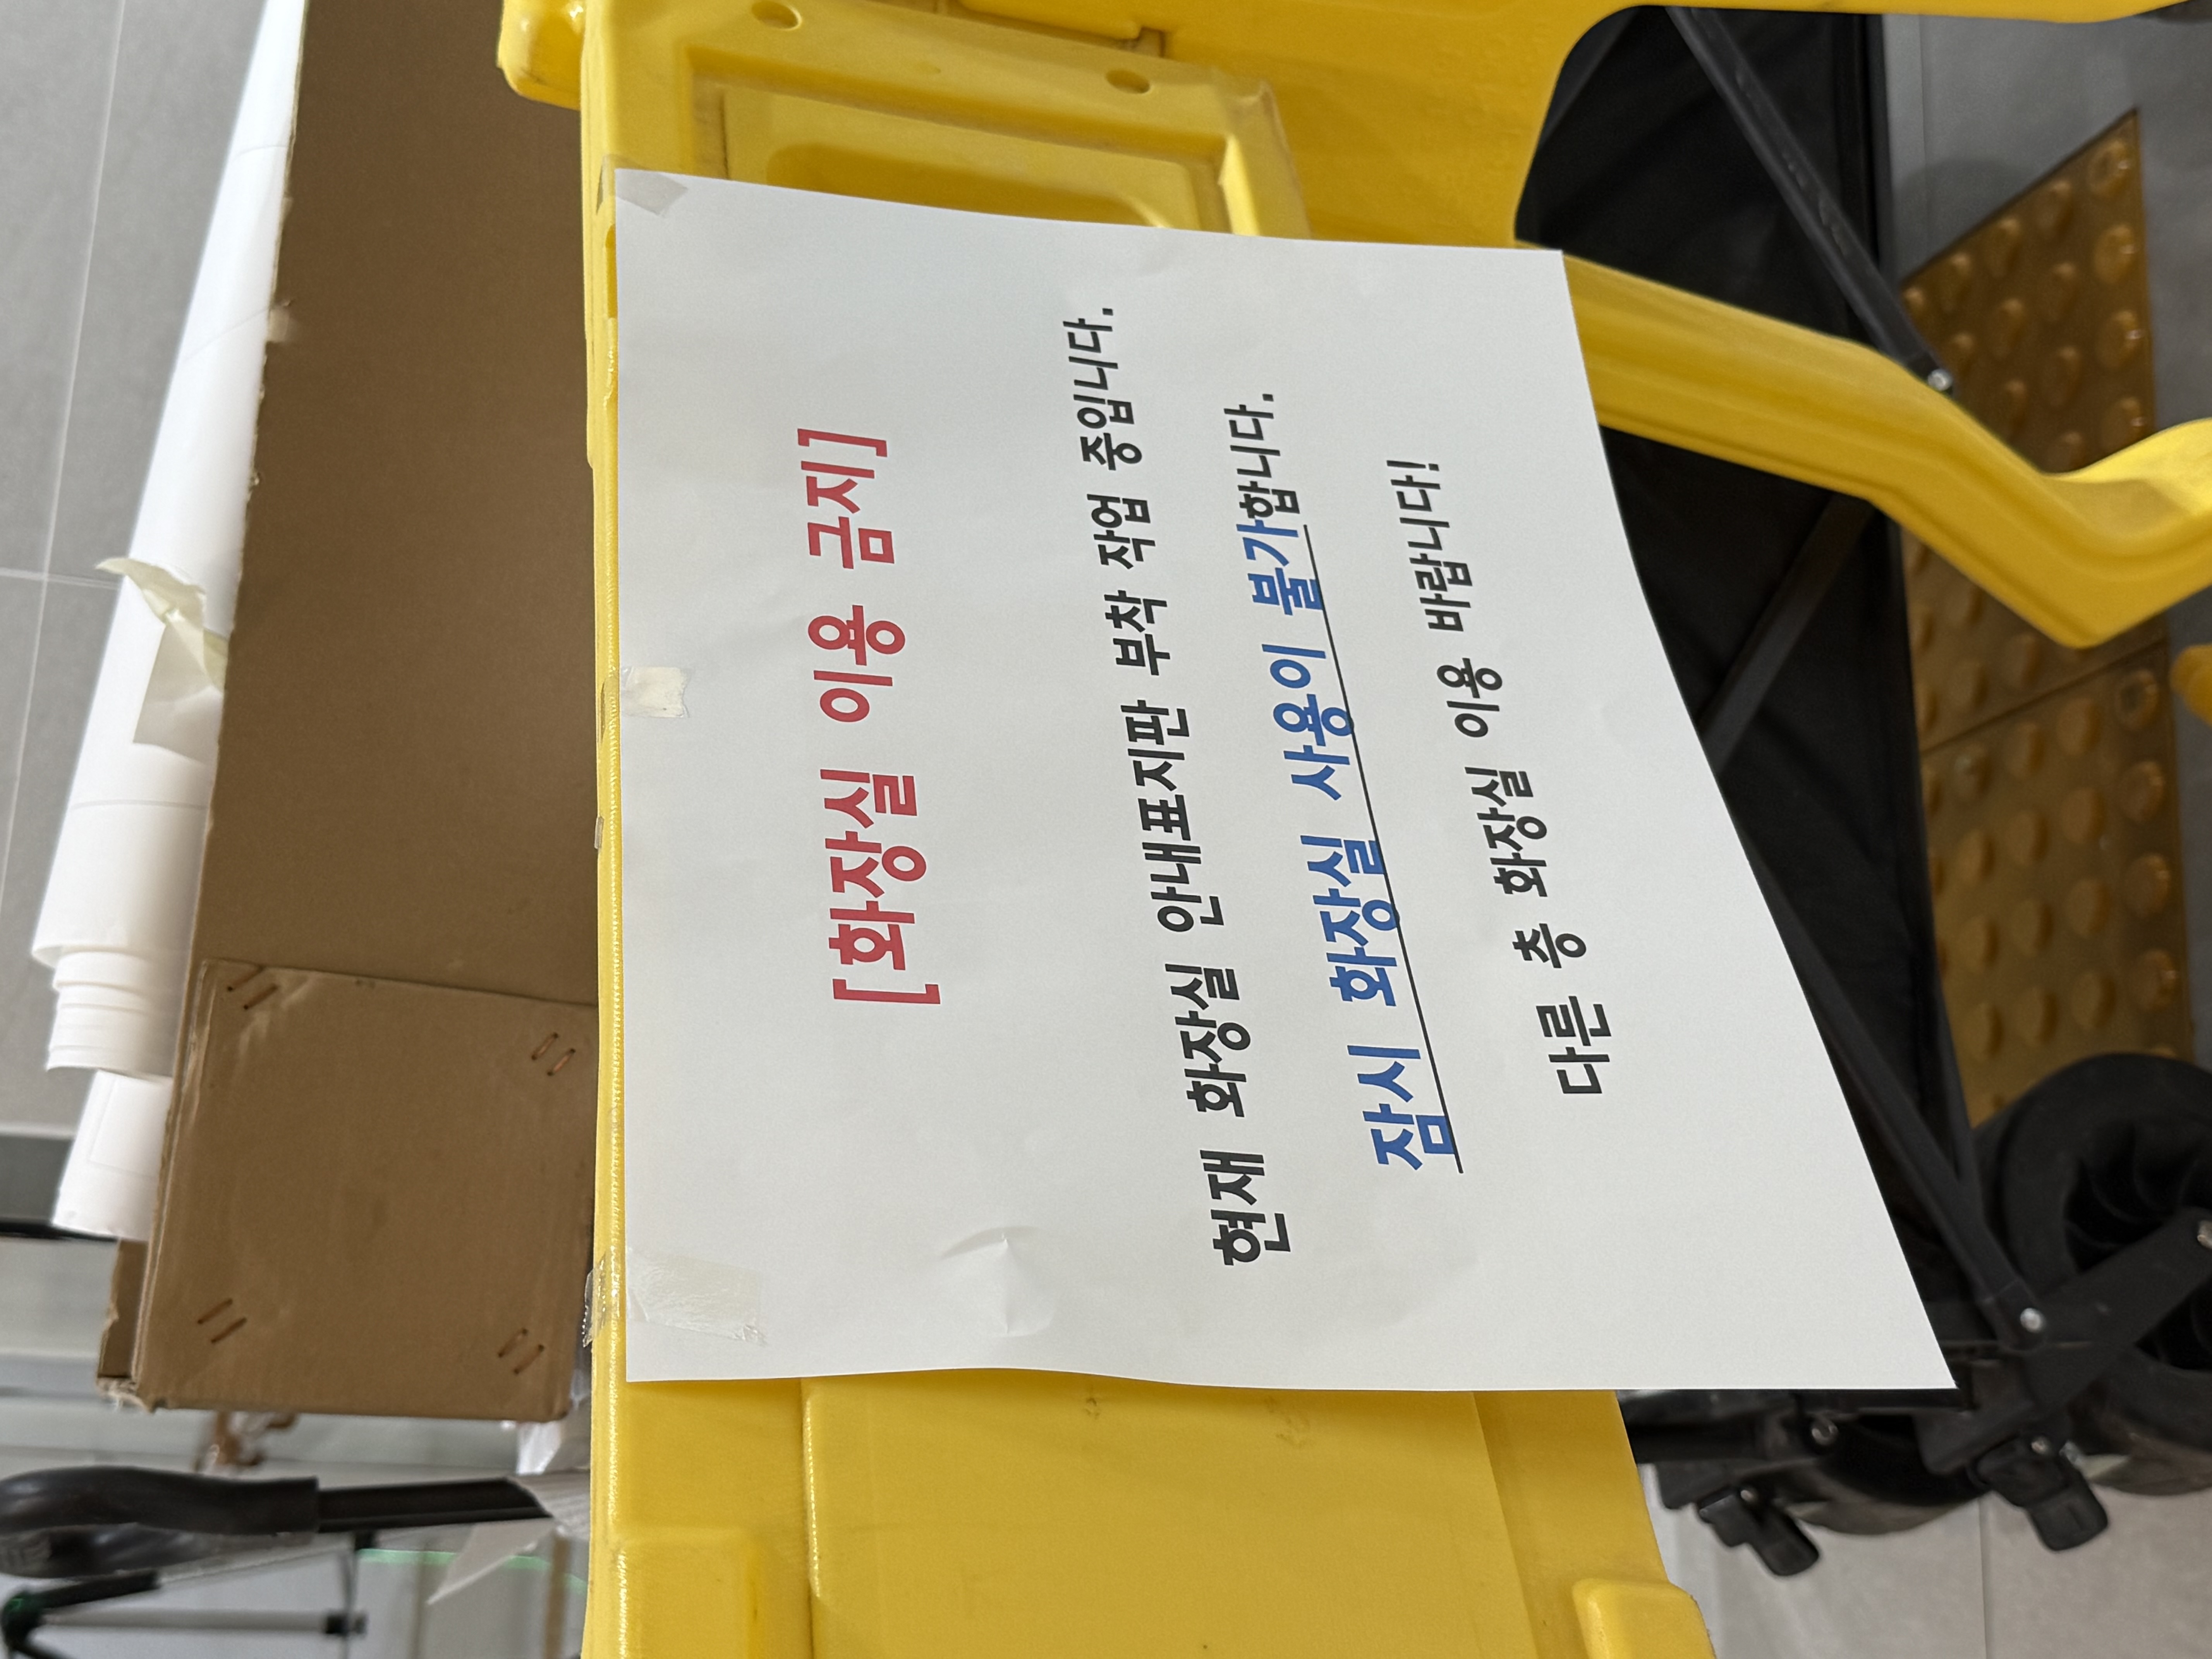 [화장실 이용 금지]
현재 화장실 안내표지판 부착 작업 중입니다.
잠시 화장실 사용이 불가합니다.
다른 층 화장실 이용 바랍니다!